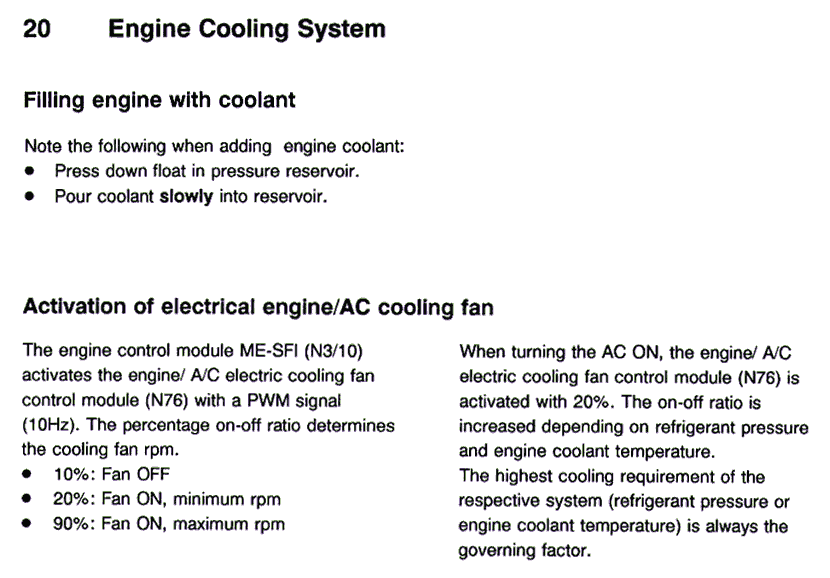 20 Engine Cooling System
Filling engine with coolant
Note the following when adding engine coolant:
● Press down float in pressure reservoir.
● Pour coolant slowly into reservoir.
Activation of electrical engine/AC cooling fan
The engine control module ME-SFI (N3/10)
activates the engine/ A/C electric cooling fan
control module (N76) with a PWM signal
(10Hz). The percentage on-off ratio determines
the cooling fan rpm.
● 10%: Fan OFF
● 20%: Fan ON, minimum rpm
● 90%: Fan ON, maximum rpm
When turning the AC ON, the engine/ A/C
electric cooling fan control module (N76) is
activated with 20%. The on-off ratio is
increased depending on refrigerant pressure
and engine coolant temperature.
The highest cooling requirement of the
respective system (refrigerant pressure or
engine coolant temperature) is always the
governing factor.